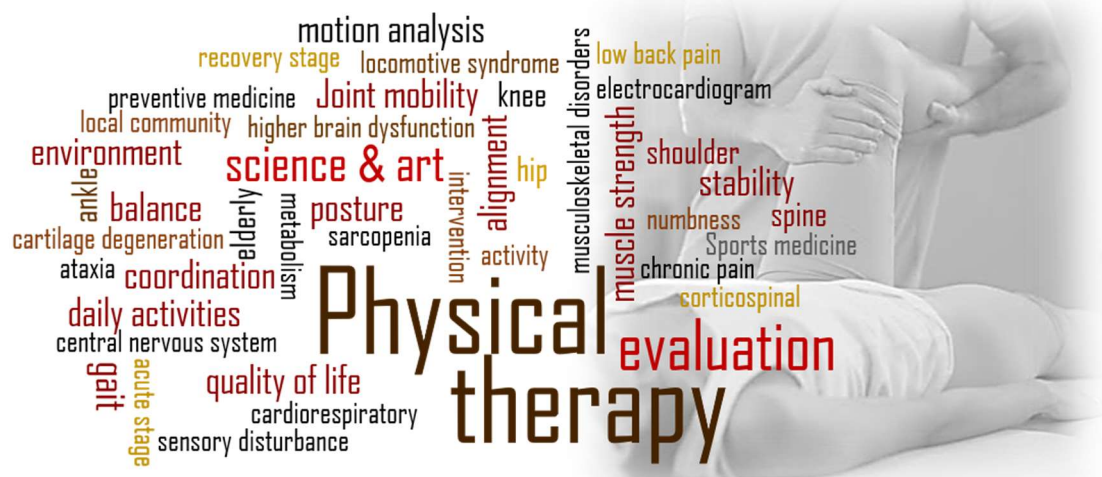 motion analysis
recovery stage
locomotive syndrome
musculoskeletal disorders
low back pain
preventive medicine
Joint mobility
knee
electrocardiogram
local community
higher brain dysfunction
alignment
muscle strength
environment
science & art
hip
shoulder
ankle
intervention
stability
balance
elderly
metabolism
posture
numbness
spine
cartilage degeneration
sarcopenia
activity
Sports medicine
ataxia
coordination
chronic pain
corticospinal
daily activities
Physical
therapy
central nervous system
evaluation
gait
acute stage
quality of life
cardiorespiratory
sensory disturbance